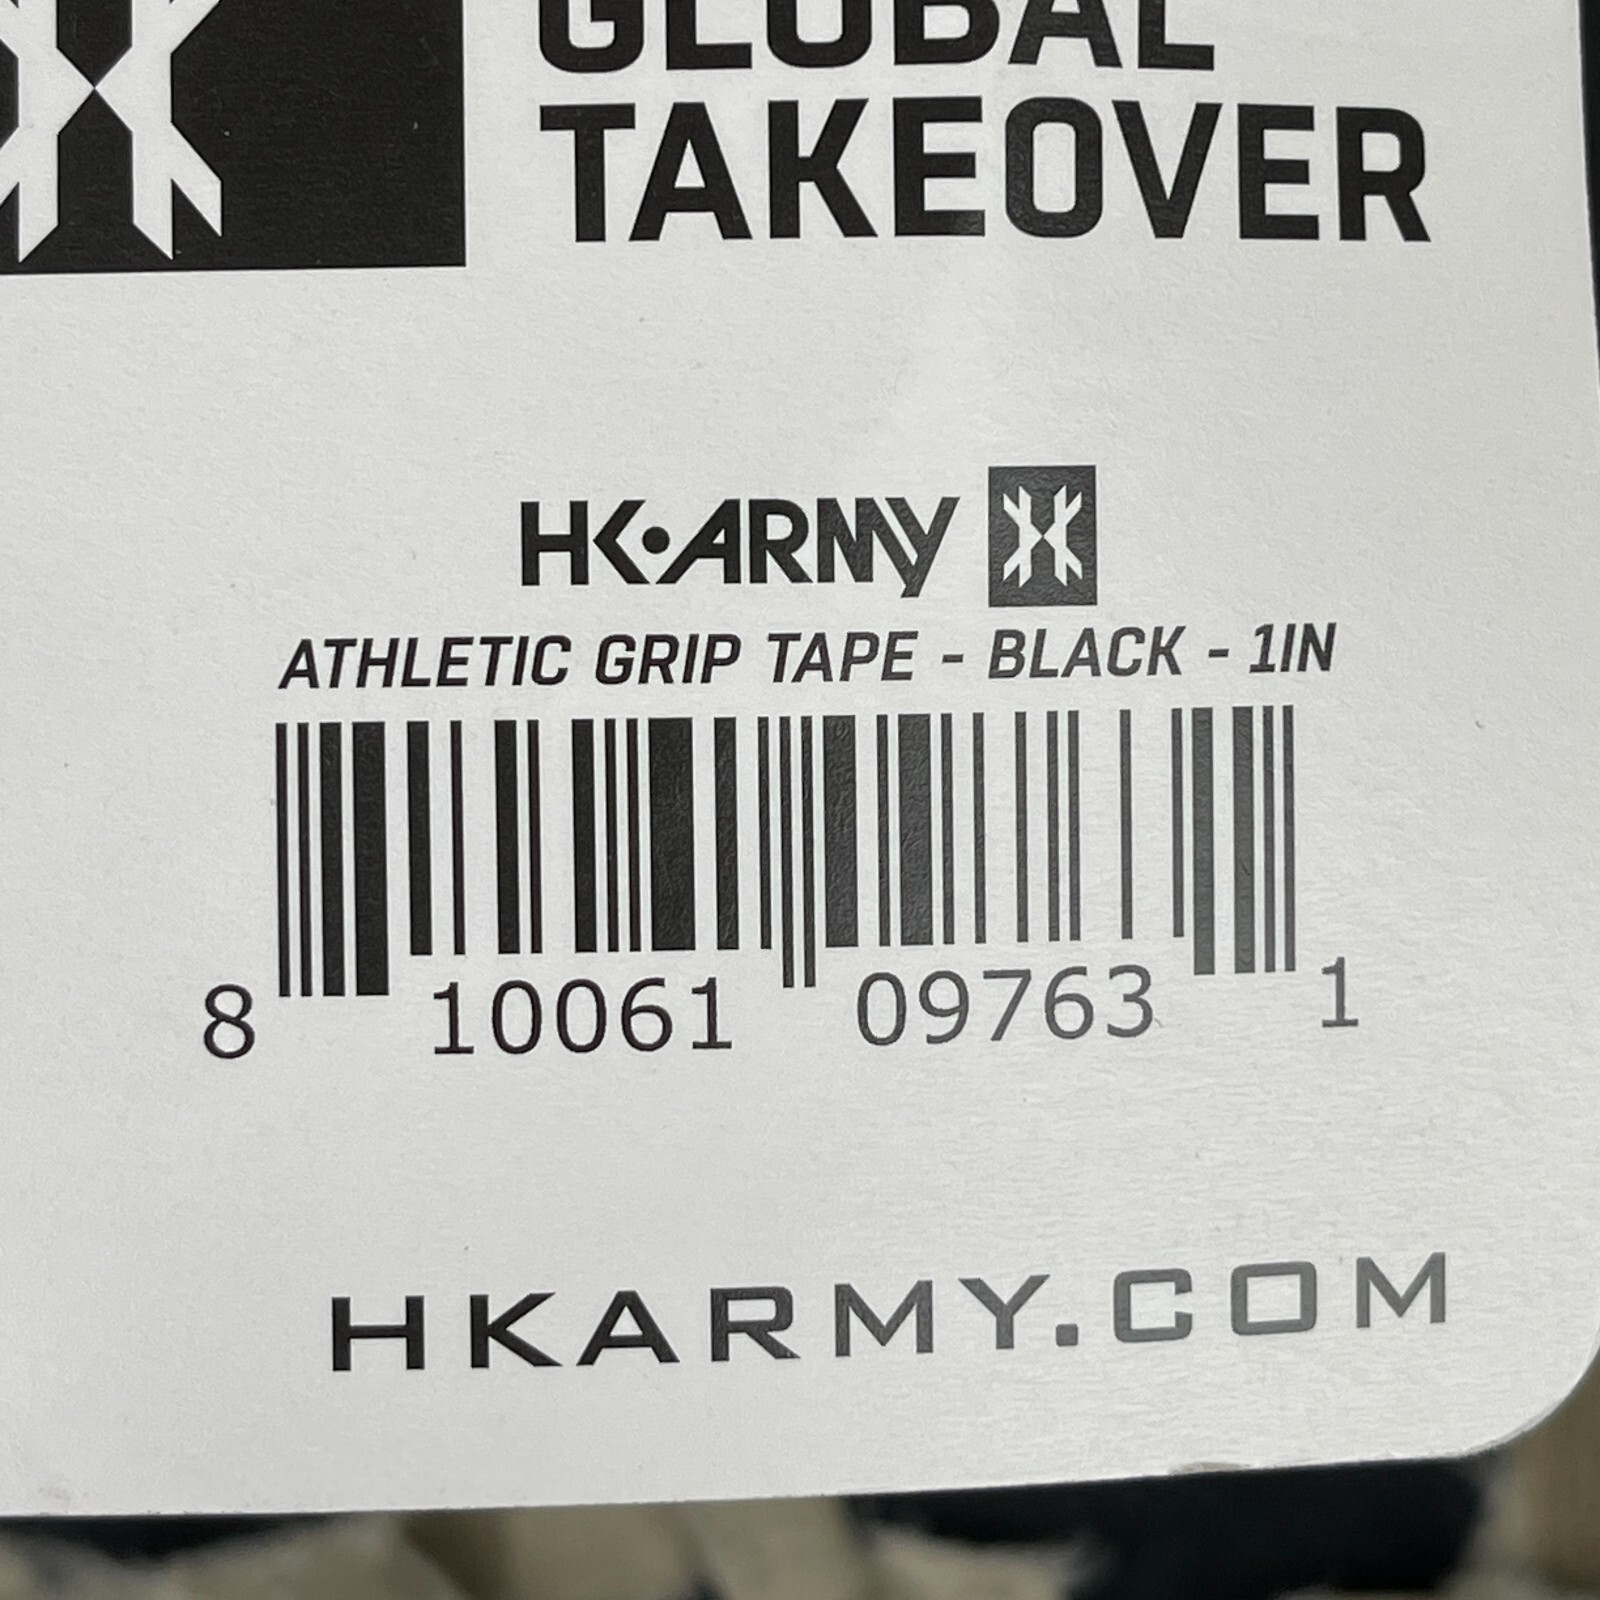 GLOBAL
TAKEOVER
HK•ARMY
ATHLETIC GRIP TAPE - BLACK - 1IN
8 10061 09763 1
HKARMY.COM